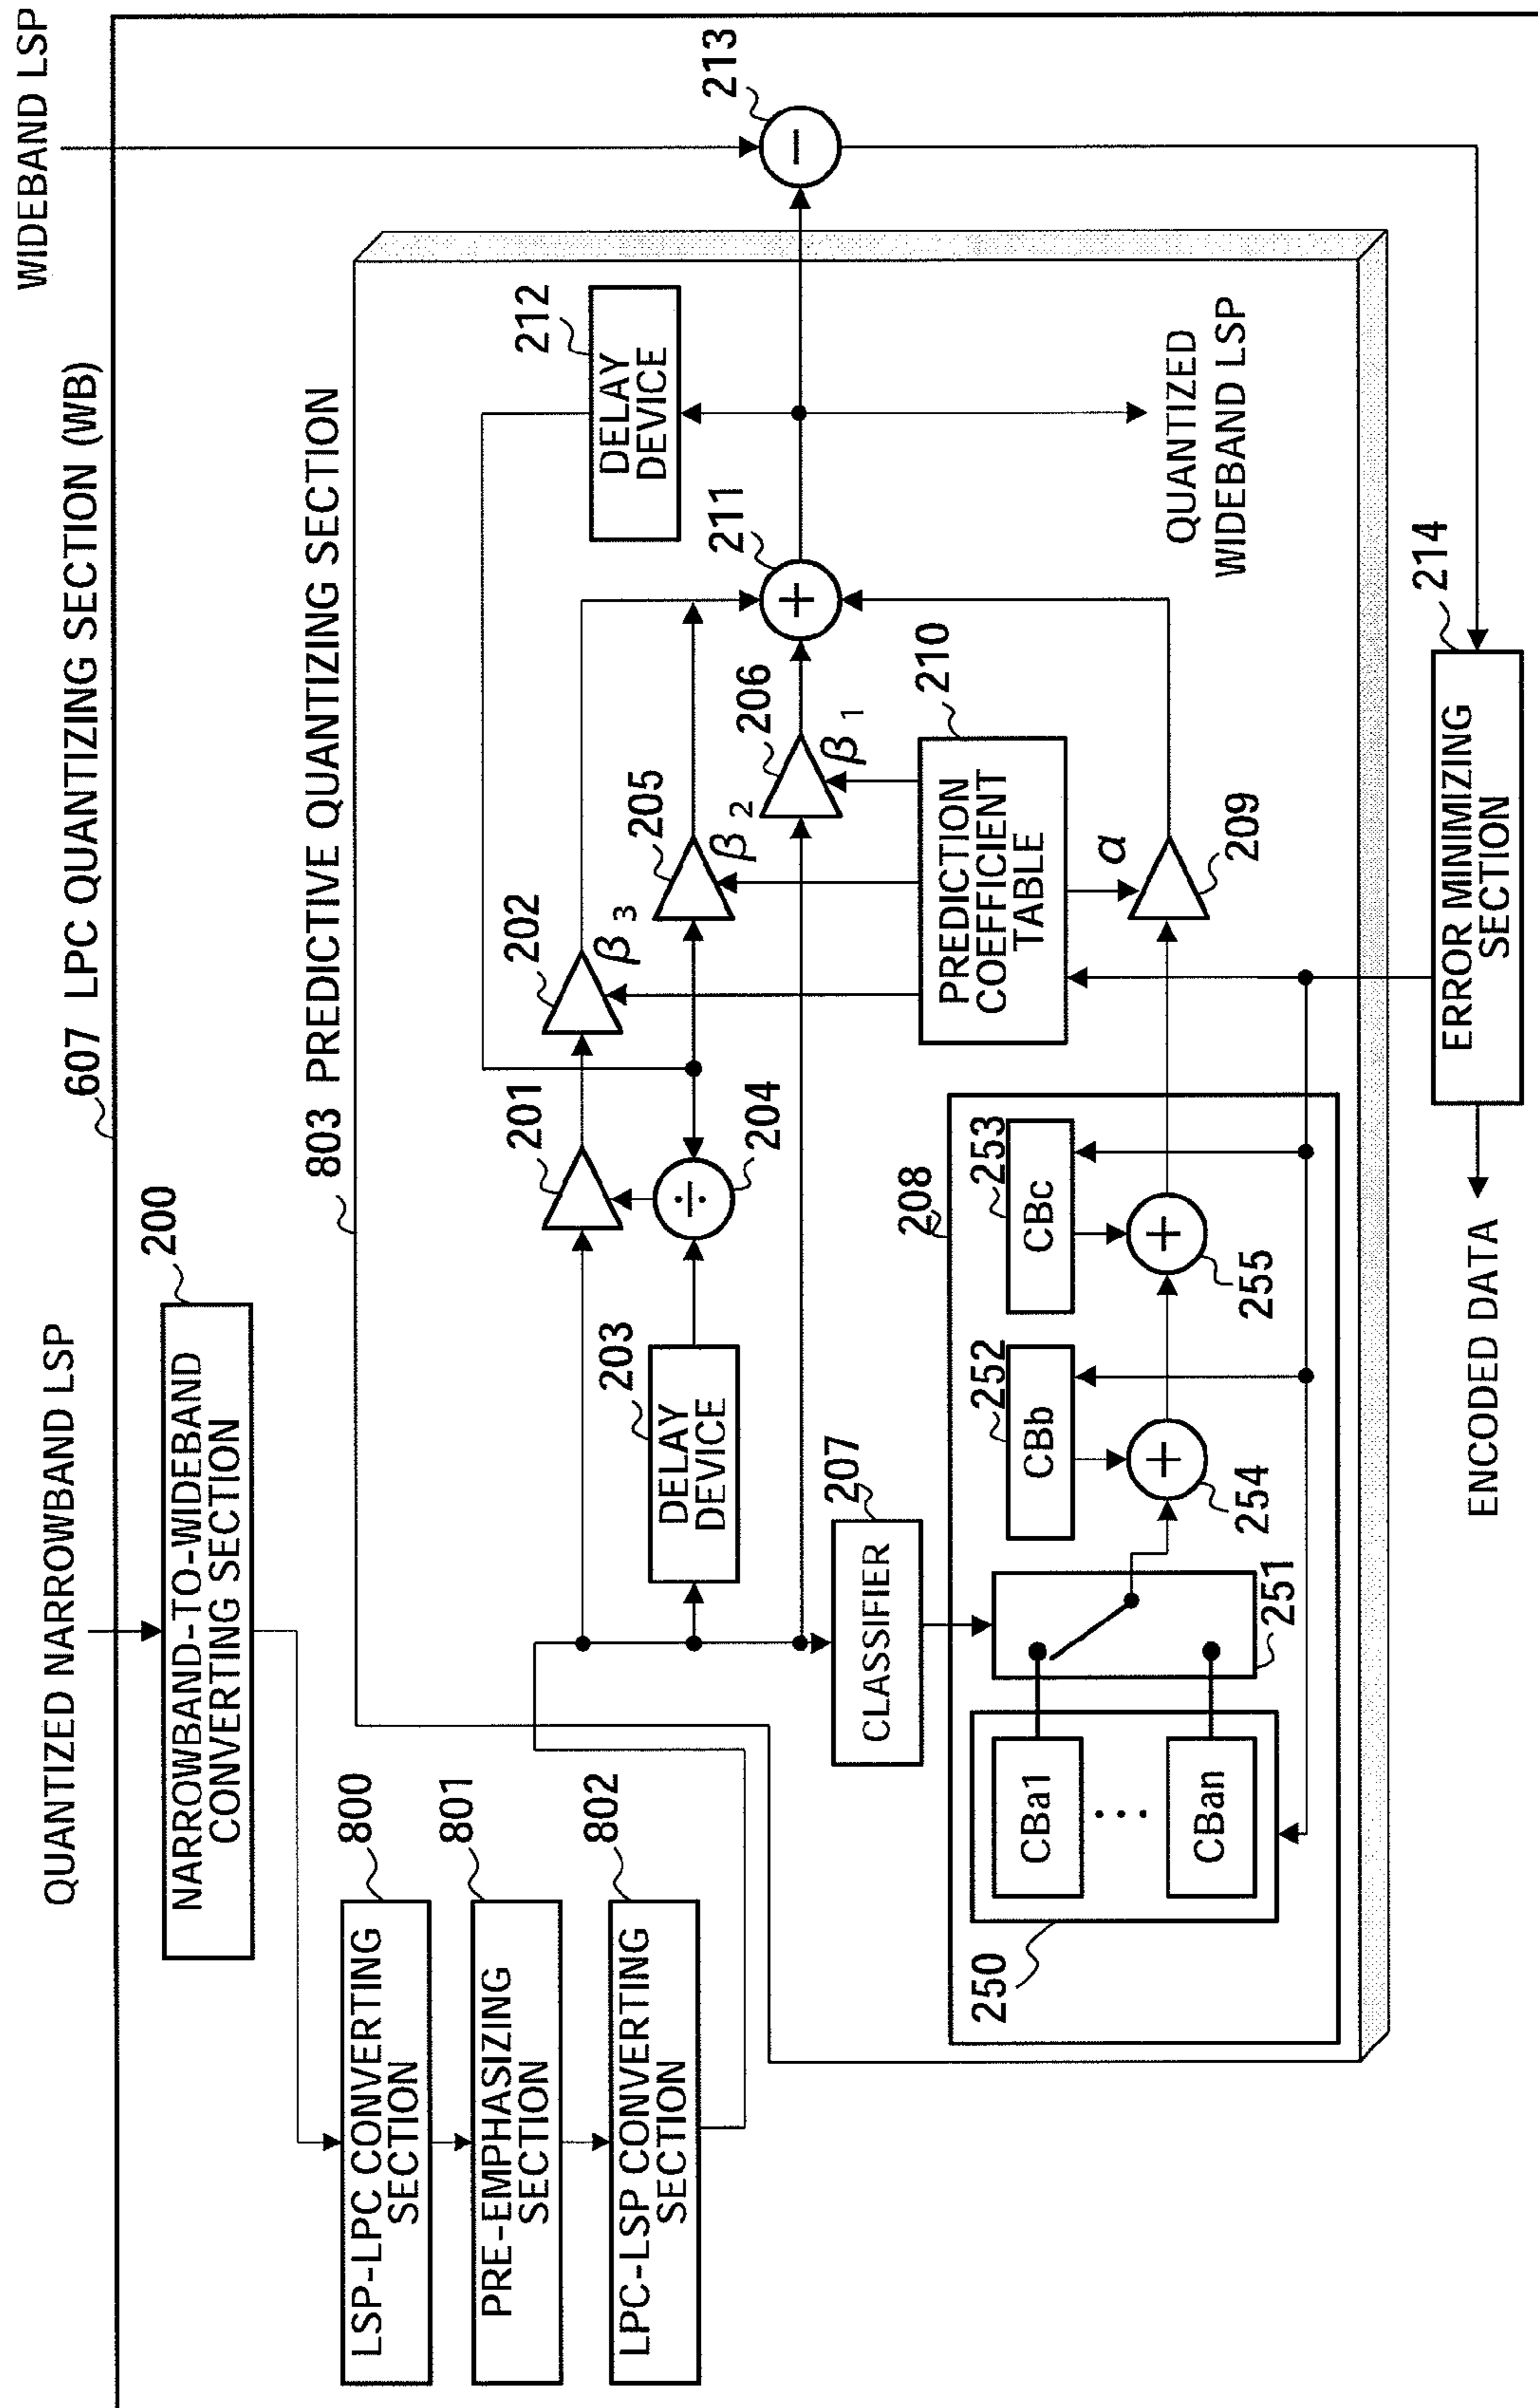 607 LPC QUANTIZING SECTION (WB)
WIDEBAND LSP
QUANTIZED NARROWBAND LSP
200
NARROWBAND-TO-WIDEBAND
CONVERTING SECTION
800
LSP-LPC CONVERTING
SECTION
801
PRE-EMPHASIZING
SECTION
802
LPC-LSP CONVERTING
SECTION
803 PREDICTIVE QUANTIZING SECTION
201
202
β3
203
DELAY
DEVICE
÷
204
205
β2
206
β1
207
CLASSIFIER
208
250
CBa1
⋮
CBan
251
252
CBb
+
254
253
CBc
+
255
α
209
210
PREDICTION
COEFFICIENT
TABLE
211
+
212
DELAY
DEVICE
QUANTIZED
WIDEBAND LSP
213
−
214
ERROR MINIMIZING
SECTION
ENCODED DATA